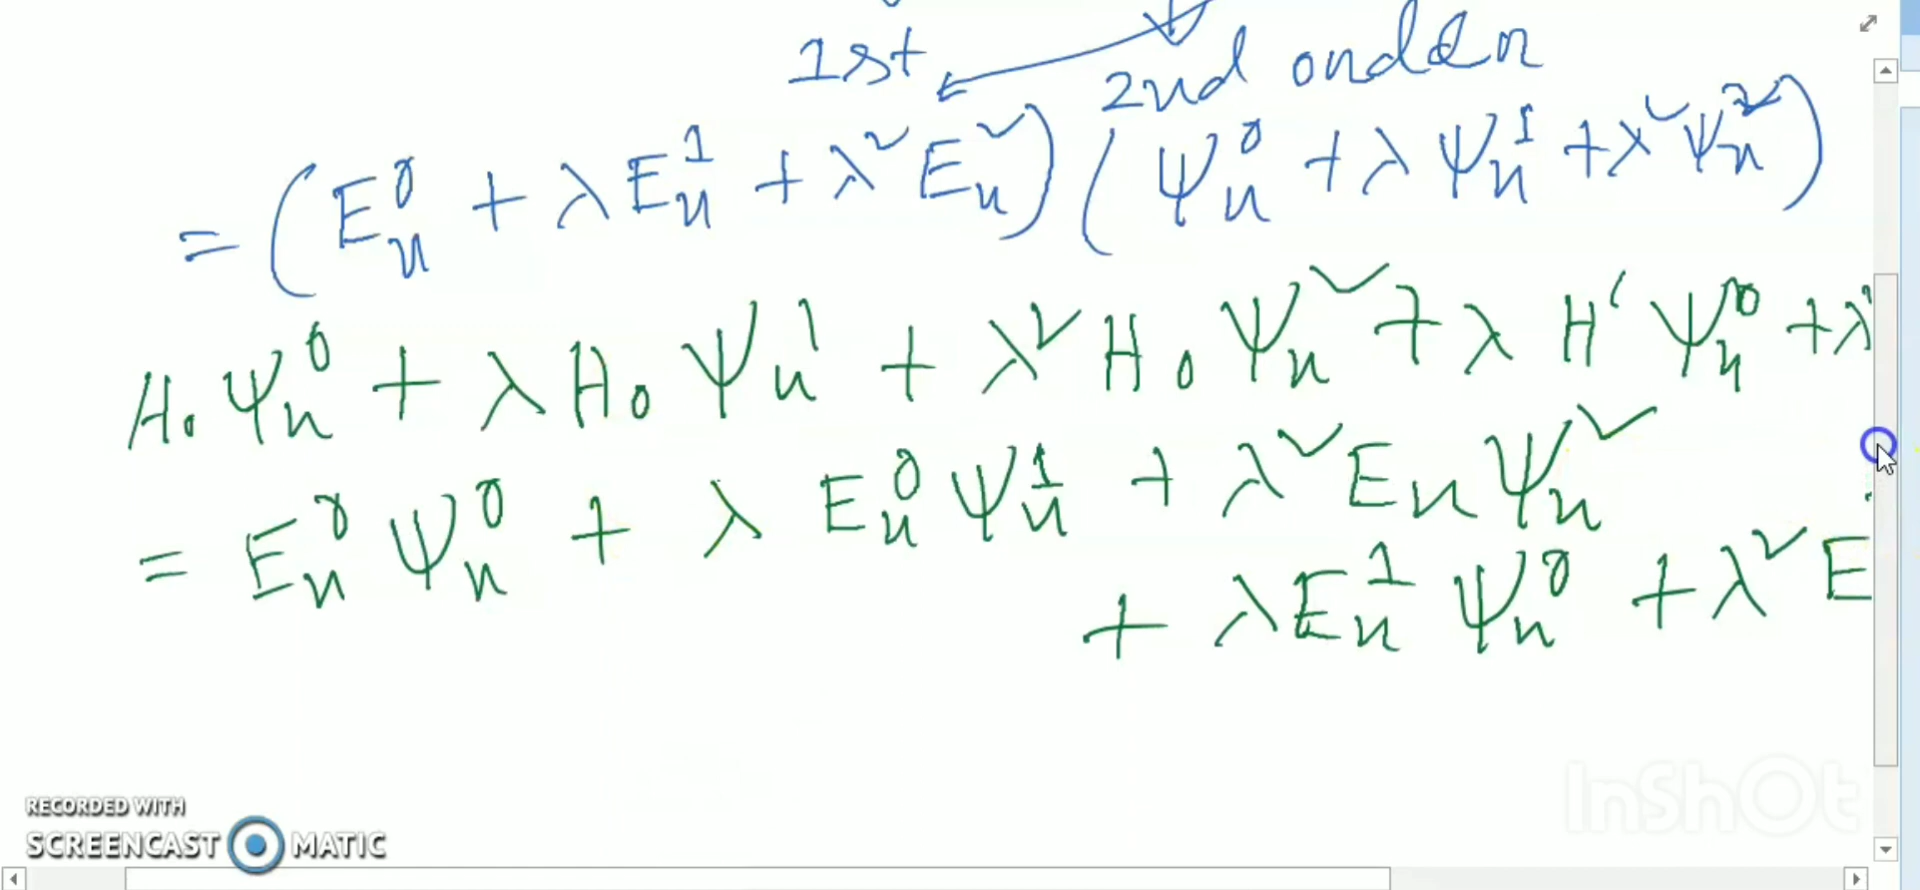 1st 2nd order
= (E_n^0 + λ E_n^1 + λ^2 E_n^2) (Ψ_n^0 + λ Ψ_n^1 + λ^2 Ψ_n^2)
H_0 Ψ_n^0 + λ H_0 Ψ_n^1 + λ^2 H_0 Ψ_n^2 + λ H' Ψ_n^0 + λ
= E_n^0 Ψ_n^0 + λ E_n^0 Ψ_n^1 + λ^2 E_n Ψ_n^2
+ λ E_n^1 Ψ_n^0 + λ^2 E
InShOt
RECORDED WITH
SCREENCAST MATIC